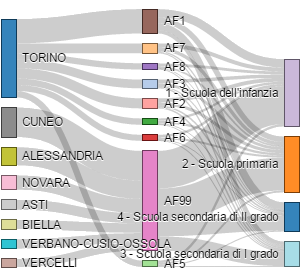 TORINO
CUNEO
ALESSANDRIA
NOVARA
ASTI
BIELLA
VERBANO-CUSIO-OSSOLA
VERCELLI
AF1
AF7
AF8
AF3
AF2
AF4
AF6
AF99
AF5
1 - Scuola dell'infanzia
2 - Scuola primaria
4 - Scuola secondaria di II grado
3 - Scuola secondaria di I grado